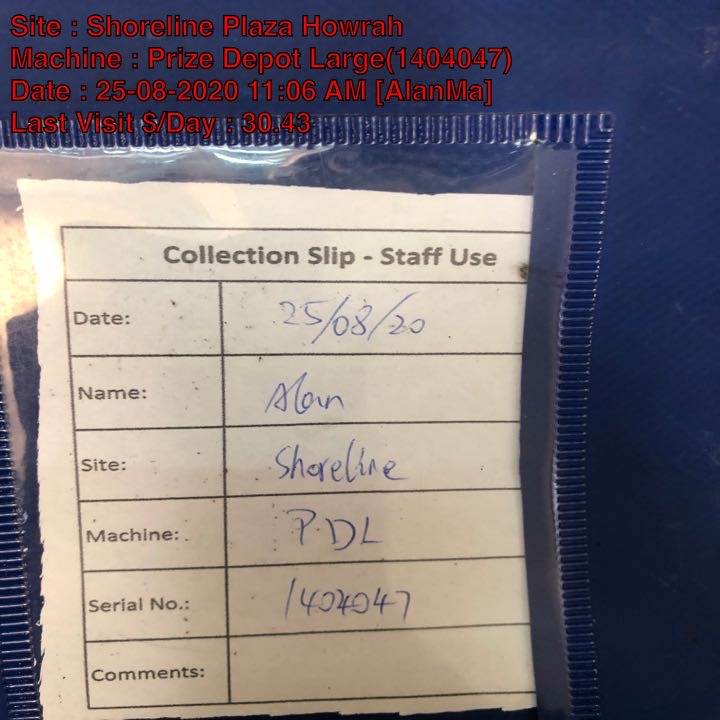 Site : Shoreline Plaza Howrah
Machine : Prize Depot Large(1404047)
Date : 25-08-2020 11:06 AM [AlanMa]
Last Visit $/Day : 30.43
Collection Slip - Staff Use
Date: 25/08/20
Name: Alan
Site: Shoreline
Machine: PDL
Serial No.: 1404047
Comments: